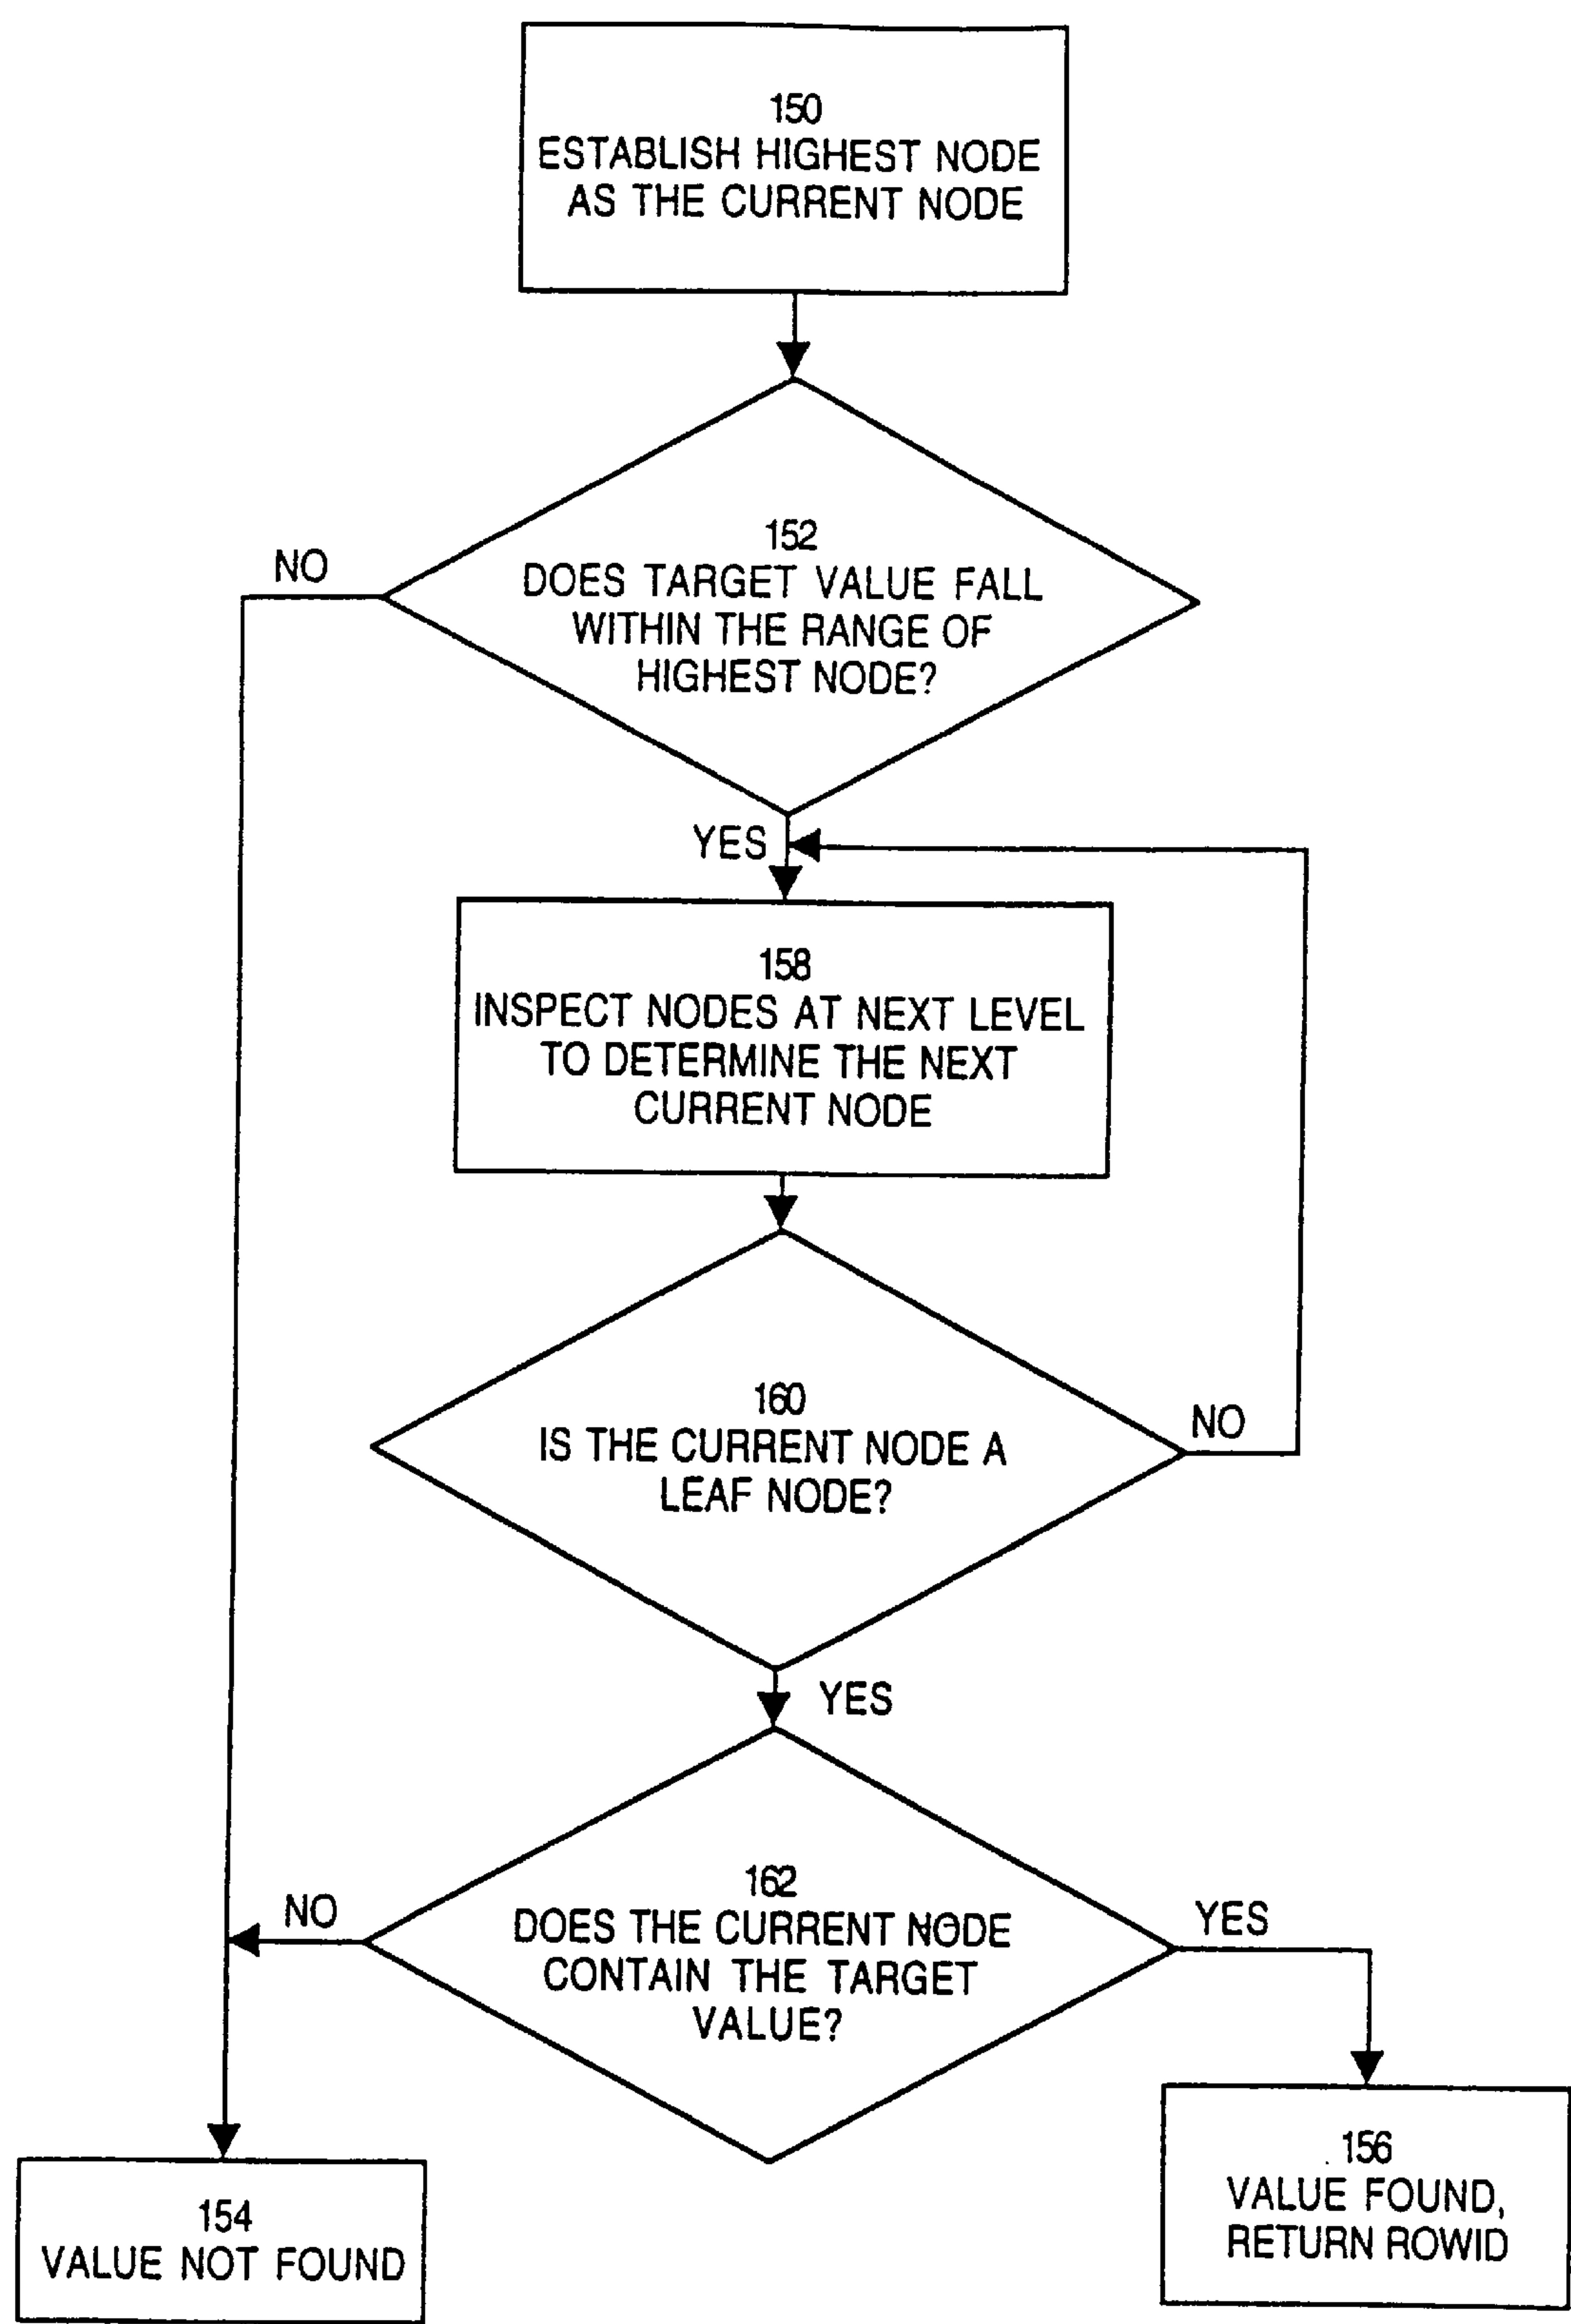 150
ESTABLISH HIGHEST NODE
AS THE CURRENT NODE
152
DOES TARGET VALUE FALL
WITHIN THE RANGE OF
HIGHEST NODE?
NO
YES
158
INSPECT NODES AT NEXT LEVEL
TO DETERMINE THE NEXT
CURRENT NODE
160
IS THE CURRENT NODE A
LEAF NODE?
NO
YES
162
DOES THE CURRENT NODE
CONTAIN THE TARGET
VALUE?
NO
YES
154
VALUE NOT FOUND
156
VALUE FOUND,
RETURN ROWID